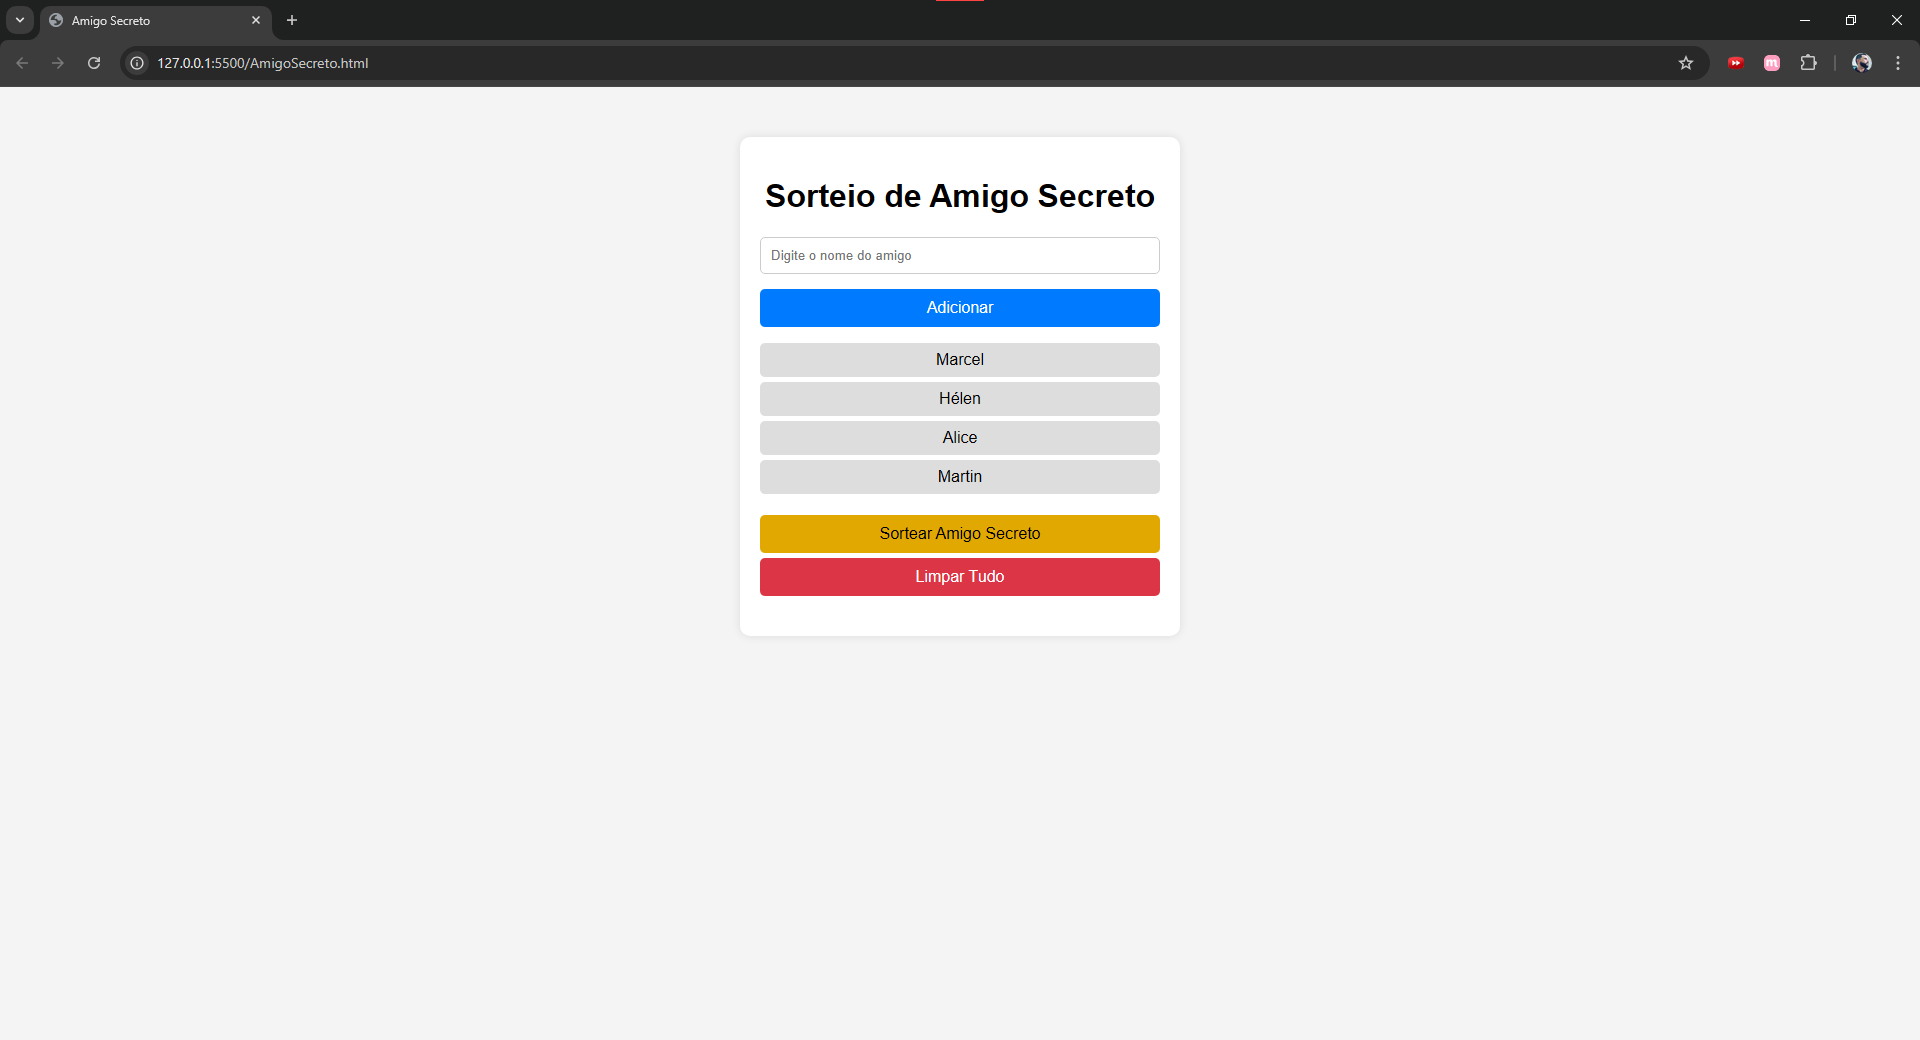 Amigo Secreto
127.0.0.1:5500/AmigoSecreto.html
m
Sorteio de Amigo Secreto
Digite o nome do amigo
Adicionar
Marcel
Hélen
Alice
Martin
Sortear Amigo Secreto
Limpar Tudo